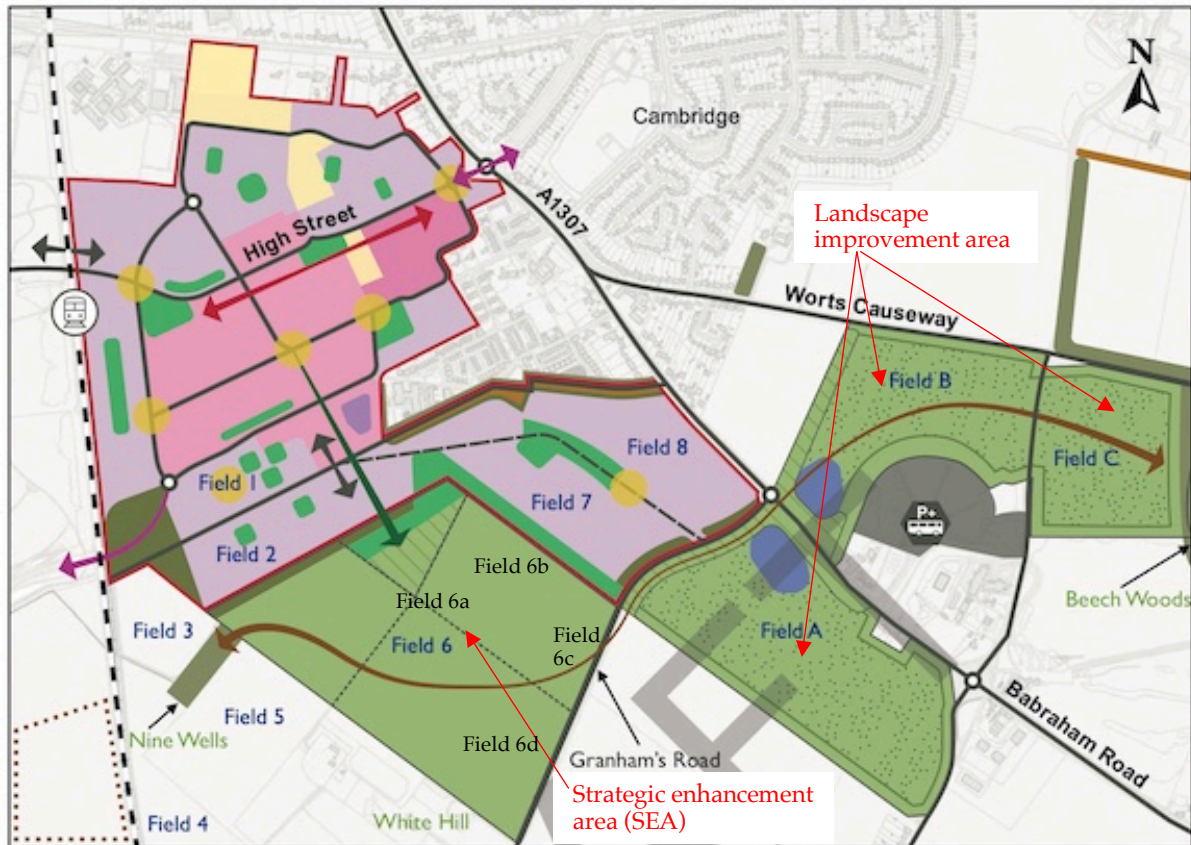 N
Cambridge
A1307
High Street
Landscape
improvement area
Worts Causeway
Field B
Field 8
Field C
Field 1
Field 7
P+
Field 2
Field 6b
Beech Woods
Field 6a
Field 3
Field 6
Field
6c
Field A
Field 5
Nine Wells
Field 6d
Babraham Road
Granham's Road
Strategic enhancement
area (SEA)
White Hill
Field 4